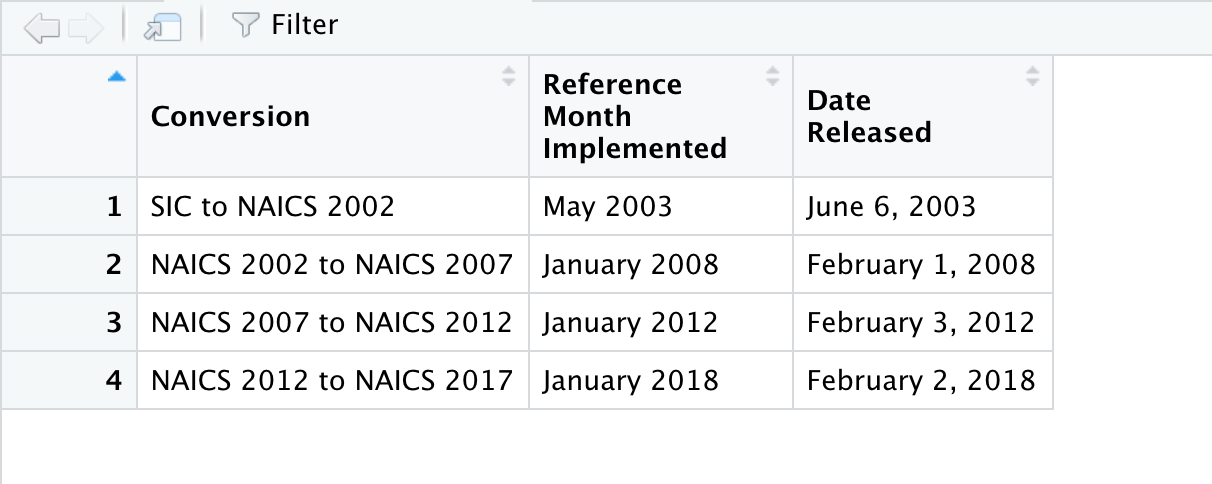 Filter
Conversion
Reference
Month
Implemented
Date
Released
1 SIC to NAICS 2002 May 2003 June 6, 2003
2 NAICS 2002 to NAICS 2007 January 2008 February 1, 2008
3 NAICS 2007 to NAICS 2012 January 2012 February 3, 2012
4 NAICS 2012 to NAICS 2017 January 2018 February 2, 2018